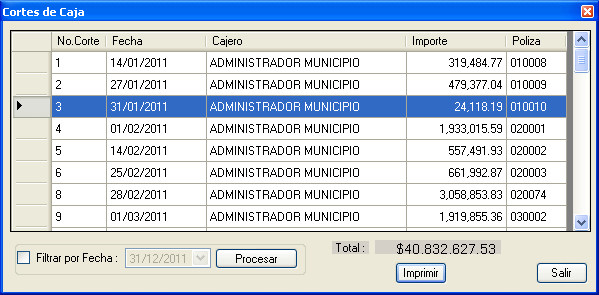 Cortes de Caja
No.Corte Fecha Cajero Importe Poliza
1 14/01/2011 ADMINISTRADOR MUNICIPIO 319,484.77 010008
2 27/01/2011 ADMINISTRADOR MUNICIPIO 479,377.04 010009
3 31/01/2011 ADMINISTRADOR MUNICIPIO 24,118.19 010010
4 01/02/2011 ADMINISTRADOR MUNICIPIO 1,933,015.59 020001
5 14/02/2011 ADMINISTRADOR MUNICIPIO 557,491.93 020002
6 25/02/2011 ADMINISTRADOR MUNICIPIO 661,992.87 020003
8 28/02/2011 ADMINISTRADOR MUNICIPIO 3,058,853.83 020074
9 01/03/2011 ADMINISTRADOR MUNICIPIO 1,919,855.36 030002
Filtrar por Fecha : 31/12/2011 Procesar Total : $40.832.627.53
Imprimir Salir